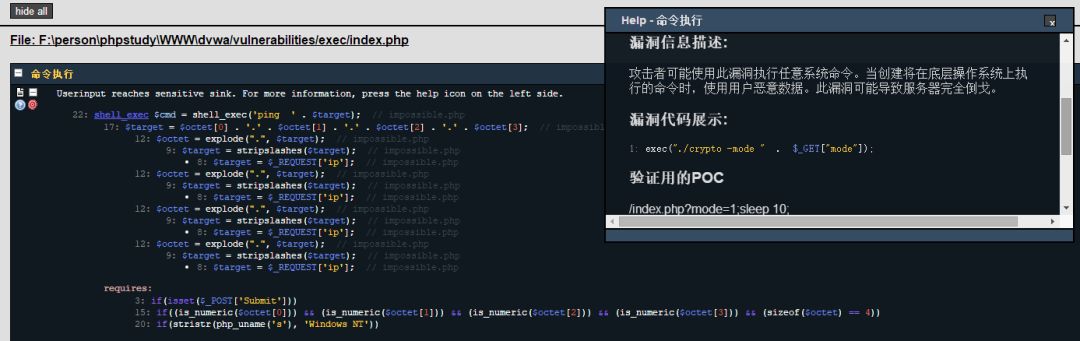 hide all
File: F:\person\phpstudy\WWW\dvwa/vulnerabilities/exec/index.php
命令执行
Userinput reaches sensitive sink. For more information, press the help icon on the left side.
22: shell_exec $cmd = shell_exec('ping  ' . $target);  // impossible.php
17: $target = $octet[0] . '.' . $octet[1] . '.' . $octet[2] . '.' . $octet[3];  // impossible.php
12: $octet = explode(".", $target);  // impossible.php
9: $target = stripslashes($target);  // impossible.php
• 8: $target = $_REQUEST['ip'];  // impossible.php
12: $octet = explode(".", $target);  // impossible.php
9: $target = stripslashes($target);  // impossible.php
• 8: $target = $_REQUEST['ip'];  // impossible.php
12: $octet = explode(".", $target);  // impossible.php
9: $target = stripslashes($target);  // impossible.php
• 8: $target = $_REQUEST['ip'];  // impossible.php
12: $octet = explode(".", $target);  // impossible.php
9: $target = stripslashes($target);  // impossible.php
• 8: $target = $_REQUEST['ip'];  // impossible.php
requires:
3: if(isset($_POST['Submit']))
15: if((is_numeric($octet[0])) && (is_numeric($octet[1])) && (is_numeric($octet[2])) && (is_numeric($octet[3])) && (sizeof($octet) == 4))
20: if(stristr(php_uname('s'), 'Windows NT'))
Help - 命令执行
x
漏洞信息描述:
攻击者可能使用此漏洞执行任意系统命令。当创建将在底层操作系统上执
行的命令时，使用用户恶意数据。此漏洞可能导致服务器完全倒戈。
漏洞代码展示:
1: exec("./crypto -mode "  .  $_GET["mode"]);
验证用的POC
/index.php?mode=1;sleep 10;